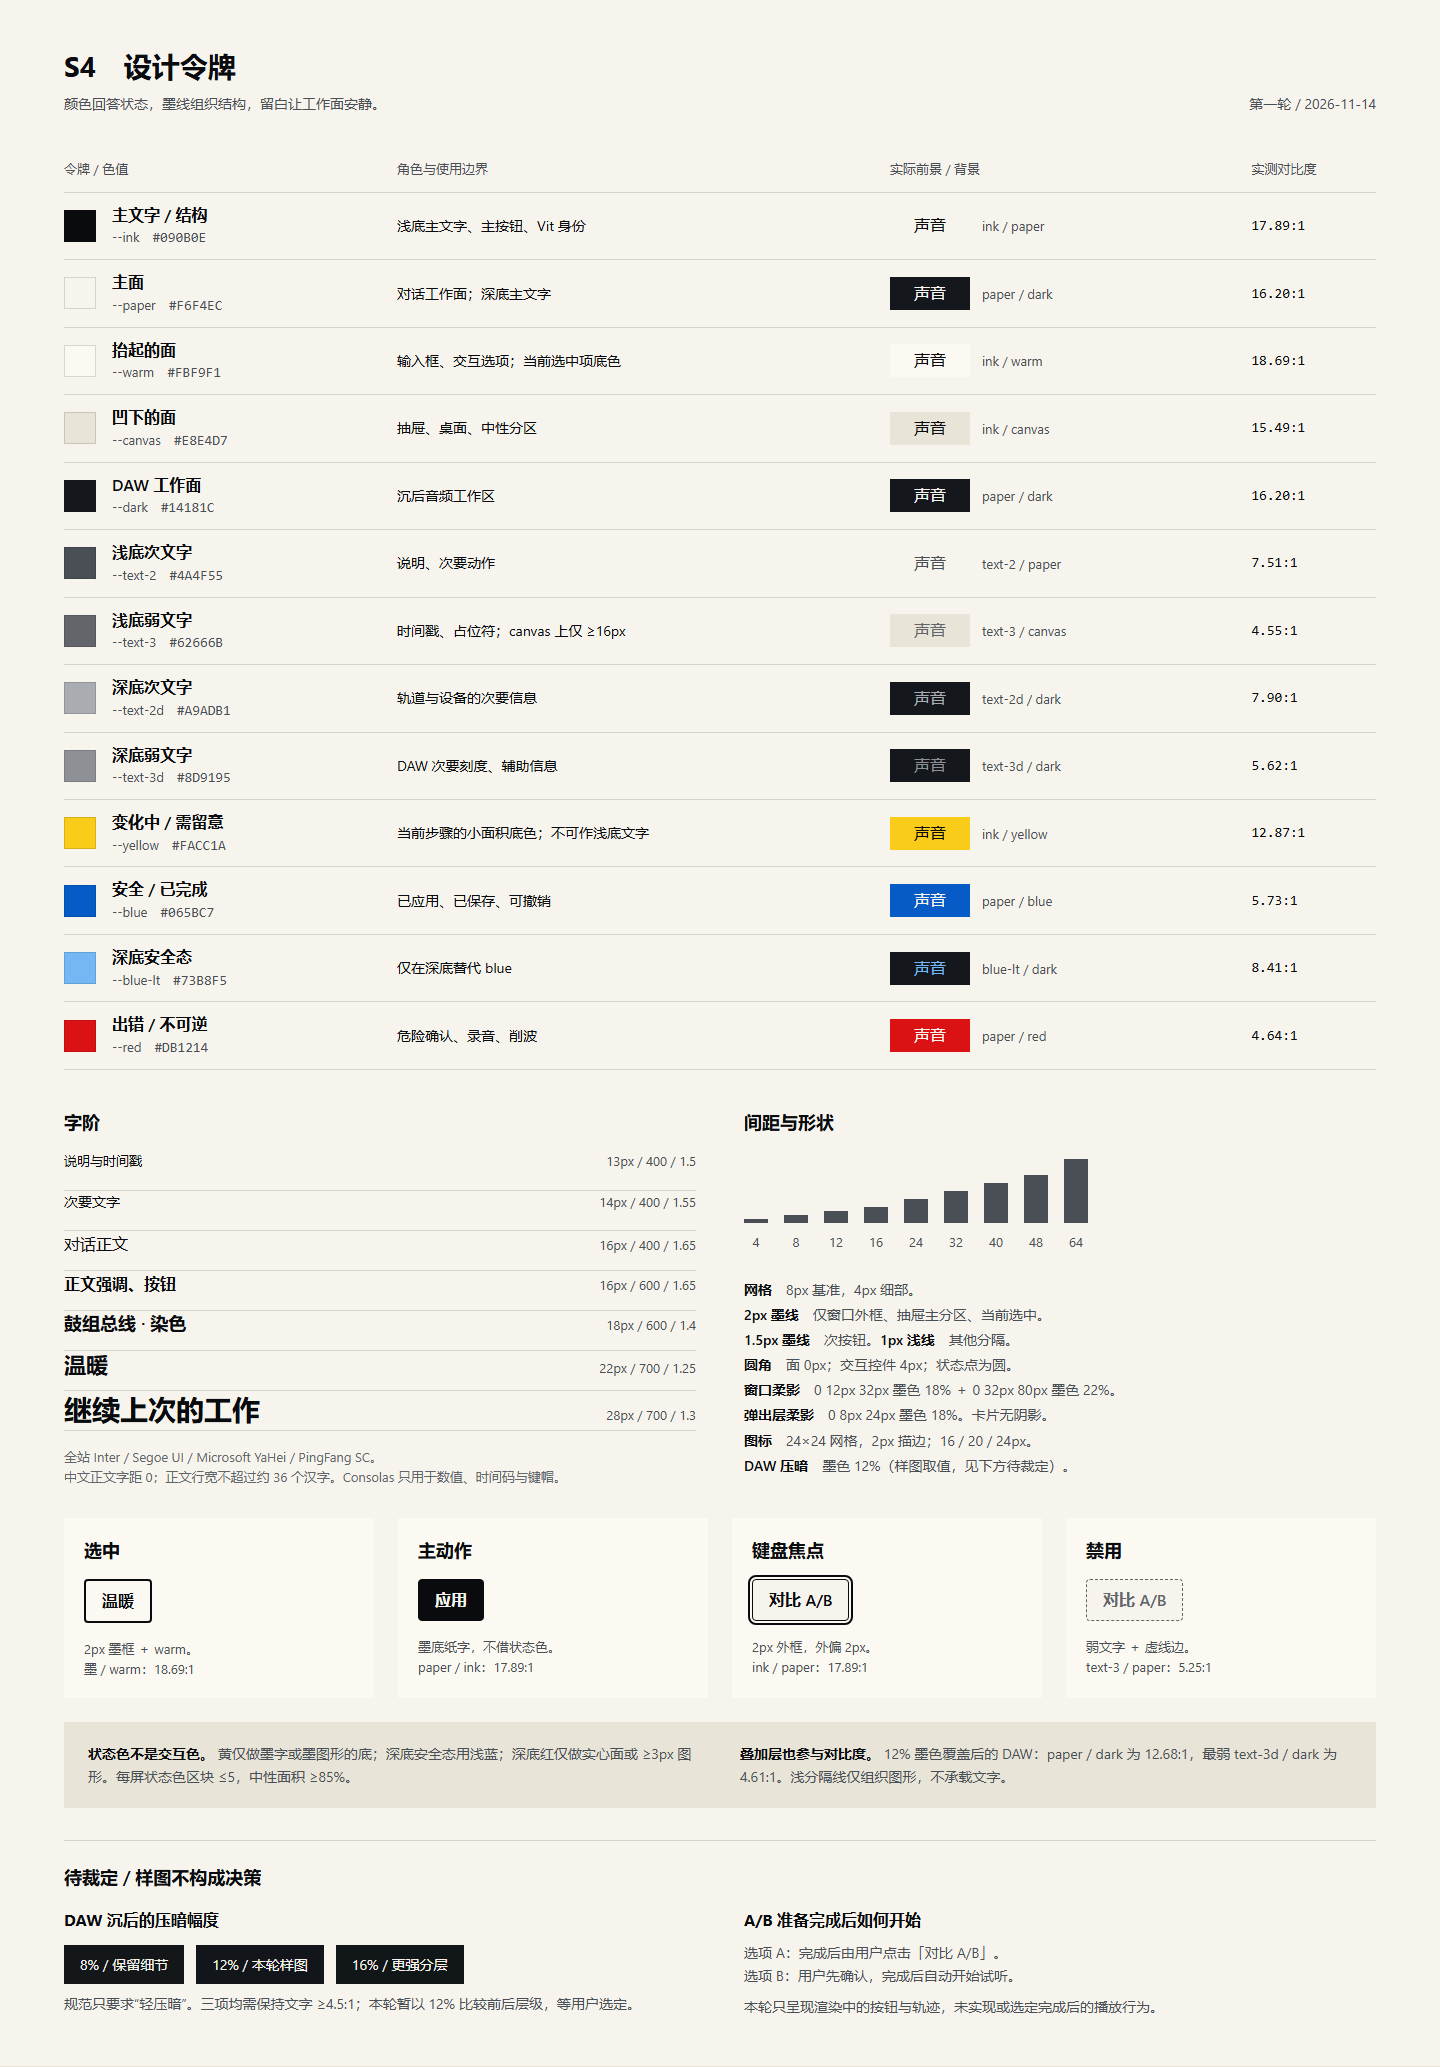 S4 设计令牌
颜色回答状态，墨线组织结构，留白让工作面安静。
第一轮 / 2026-11-14
令牌 / 色值 角色与使用边界 实际前景 / 背景 实测对比度
主文字 / 结构
--ink #090B0E
浅底主文字、主按钮、Vit 身份
声音 ink / paper
17.89:1
主面
--paper #F6F4EC
对话工作面；深底主文字
声音 paper / dark
16.20:1
抬起的面
--warm #FBF9F1
输入框、交互选项；当前选中项底色
声音 ink / warm
18.69:1
凹下的面
--canvas #E8E4D7
抽屉、桌面、中性分区
声音 ink / canvas
15.49:1
DAW 工作面
--dark #14181C
沉后音频工作区
声音 paper / dark
16.20:1
浅底次文字
--text-2 #4A4F55
说明、次要动作
声音 text-2 / paper
7.51:1
浅底弱文字
--text-3 #62666B
时间戳、占位符；canvas 上仅 ≥16px
声音 text-3 / canvas
4.55:1
深底次文字
--text-2d #A9ADB1
轨道与设备的次要信息
声音 text-2d / dark
7.90:1
深底弱文字
--text-3d #8D9195
DAW 次要刻度、辅助信息
声音 text-3d / dark
5.62:1
变化中 / 需留意
--yellow #FACC1A
当前步骤的小面积底色；不可作浅底文字
声音 ink / yellow
12.87:1
安全 / 已完成
--blue #065BC7
已应用、已保存、可撤销
声音 paper / blue
5.73:1
深底安全态
--blue-lt #73B8F5
仅在深底替代 blue
声音 blue-lt / dark
8.41:1
出错 / 不可逆
--red #DB1214
危险确认、录音、削波
声音 paper / red
4.64:1
字阶
说明与时间戳 13px / 400 / 1.5
次要文字 14px / 400 / 1.55
对话正文 16px / 400 / 1.65
正文强调、按钮 16px / 600 / 1.65
鼓组总线 · 染色 18px / 600 / 1.4
温暖 22px / 700 / 1.25
继续上次的工作 28px / 700 / 1.3
全站 Inter / Segoe UI / Microsoft YaHei / PingFang SC。
中文正文字距 0；正文行宽不超过约 36 个汉字。Consolas 只用于数值、时间码与键帽。
间距与形状
4 8 12 16 24 32 40 48 64
网格 8px 基准，4px 细部。
2px 墨线 仅窗口外框、抽屉主分区、当前选中。
1.5px 墨线 次按钮。1px 浅线 其他分隔。
圆角 面 0px；交互控件 4px；状态点为圆。
窗口柔影 0 12px 32px 墨色 18% + 0 32px 80px 墨色 22%。
弹出层柔影 0 8px 24px 墨色 18%。卡片无阴影。
图标 24×24 网格，2px 描边；16 / 20 / 24px。
DAW 压暗 墨色 12%（样图取值，见下方待裁定）。
选中
温暖
2px 墨框 + warm。
墨 / warm：18.69:1
主动作
应用
墨底纸字，不借状态色。
paper / ink：17.89:1
键盘焦点
对比 A/B
2px 外框，外偏 2px。
ink / paper：17.89:1
禁用
对比 A/B
弱文字 + 虚线边。
text-3 / paper：5.25:1
状态色不是交互色。 黄仅做墨字或墨图形的底；深底安全态用浅蓝；深底红仅做实心面或 ≥3px 图
形。每屏状态色区块 ≤5，中性面积 ≥85%。
叠加层也参与对比度。 12% 墨色覆盖后的 DAW：paper / dark 为 12.68:1，最弱 text-3d / dark 为
4.61:1。浅分隔线仅组织图形，不承载文字。
待裁定 / 样图不构成决策
DAW 沉后的压暗幅度
8% / 保留细节 12% / 本轮样图 16% / 更强分层
规范只要求“轻压暗”。三项均需保持文字 ≥4.5:1；本轮暂以 12% 比较前后层级，等用户选定。
A/B 准备完成后如何开始
选项 A：完成后由用户点击「对比 A/B」。
选项 B：用户先确认，完成后自动开始试听。
本轮只呈现渲染中的按钮与轨迹，未实现或选定完成后的播放行为。